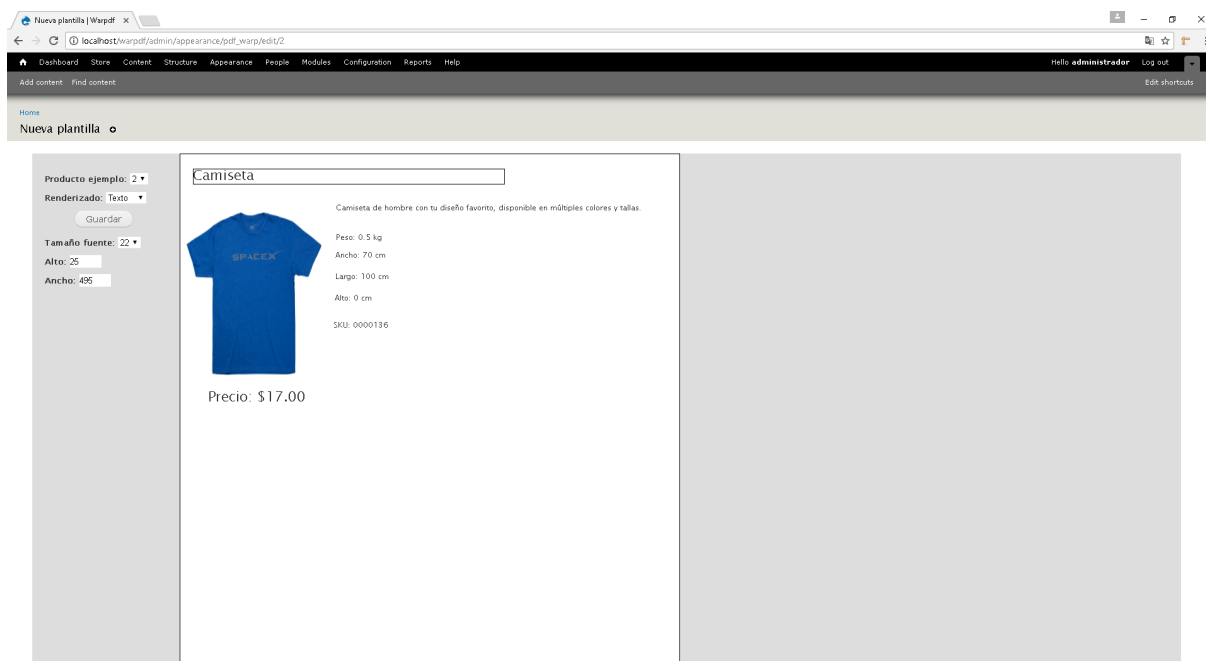 Nueva plantilla | Warpdf
localhost/warpdf/admin/appearance/pdf_warp/edit/2
Dashboard Store Content Structure Appearance People Modules Configuration Reports Help Hello administrador Log out
Add content Find content Edit shortcuts
Home
Nueva plantilla
Producto ejemplo: 2
Renderizado: Texto
Guardar
Tamaño fuente: 22
Alto: 25
Ancho: 495
Camiseta
Camiseta de hombre con tu diseño favorito, disponible en múltiples colores y tallas.
Peso: 0.5 kg
Ancho: 70 cm
SPACEX
Largo: 100 cm
Alto: 0 cm
SKU: 0000136
Precio: $17.00